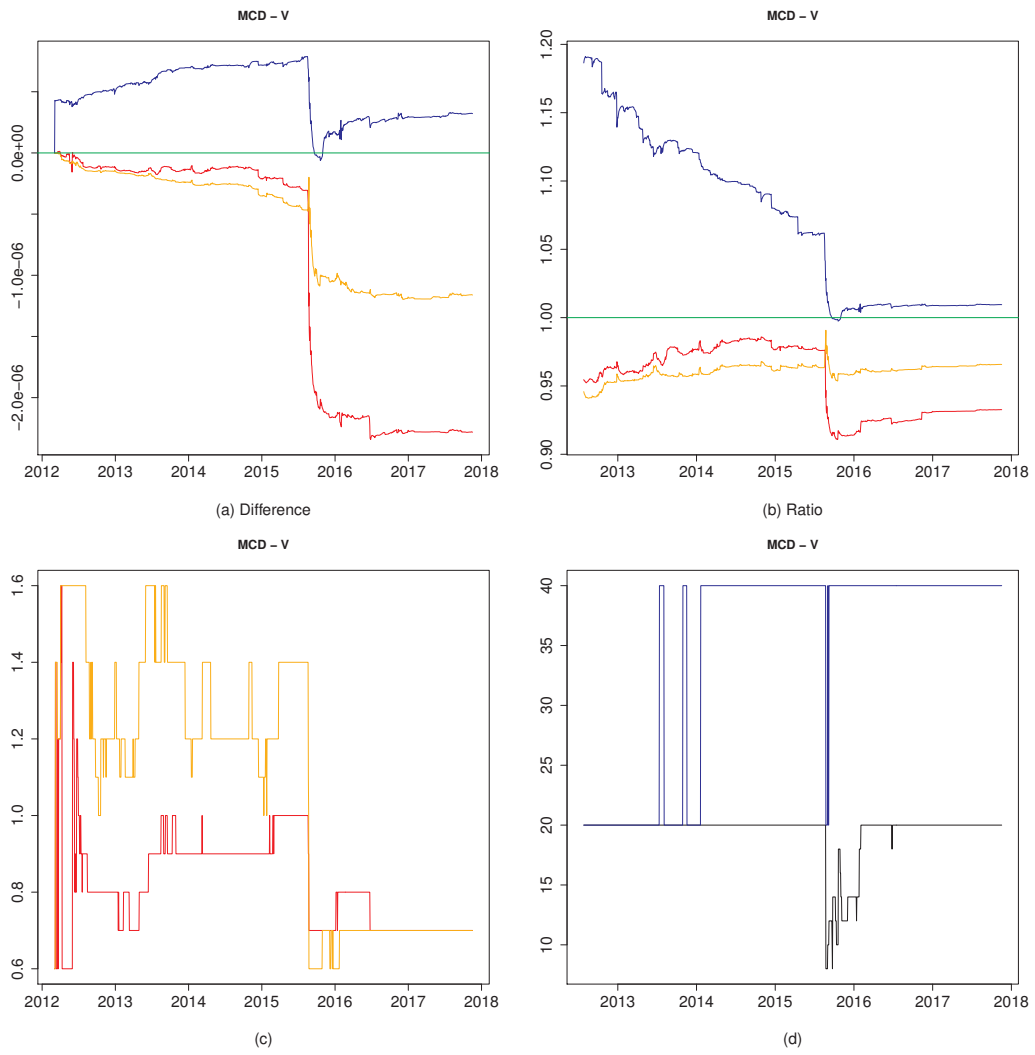 MCD – V
0.0e+00
−1.0e−06
−2.0e−06
2012 2013 2014 2015 2016 2017 2018
(a) Difference
MCD – V
1.20
1.15
1.10
1.05
1.00
0.95
0.90
2013 2014 2015 2016 2017 2018
(b) Ratio
MCD – V
1.6
1.4
1.2
1.0
0.8
0.6
2012 2013 2014 2015 2016 2017 2018
(c)
MCD – V
40
35
30
25
20
15
10
2013 2014 2015 2016 2017 2018
(d)